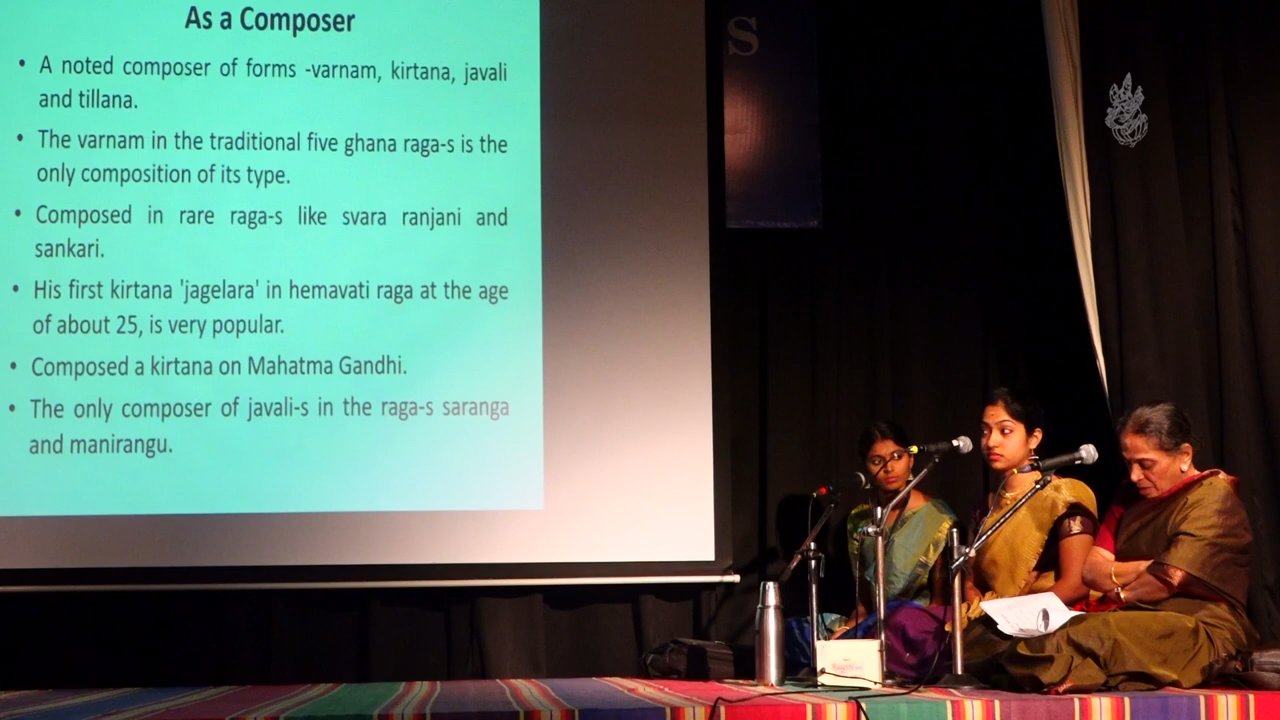 As a Composer
• A noted composer of forms -varnam, kirtana, javali
and tillana.
• The varnam in the traditional five ghana raga-s is the
only composition of its type.
• Composed in rare raga-s like svara ranjani and
sankari.
• His first kirtana 'jagelara' in hemavati raga at the age
of about 25, is very popular.
• Composed a kirtana on Mahatma Gandhi.
• The only composer of javali-s in the raga-s saranga
and manirangu.
S